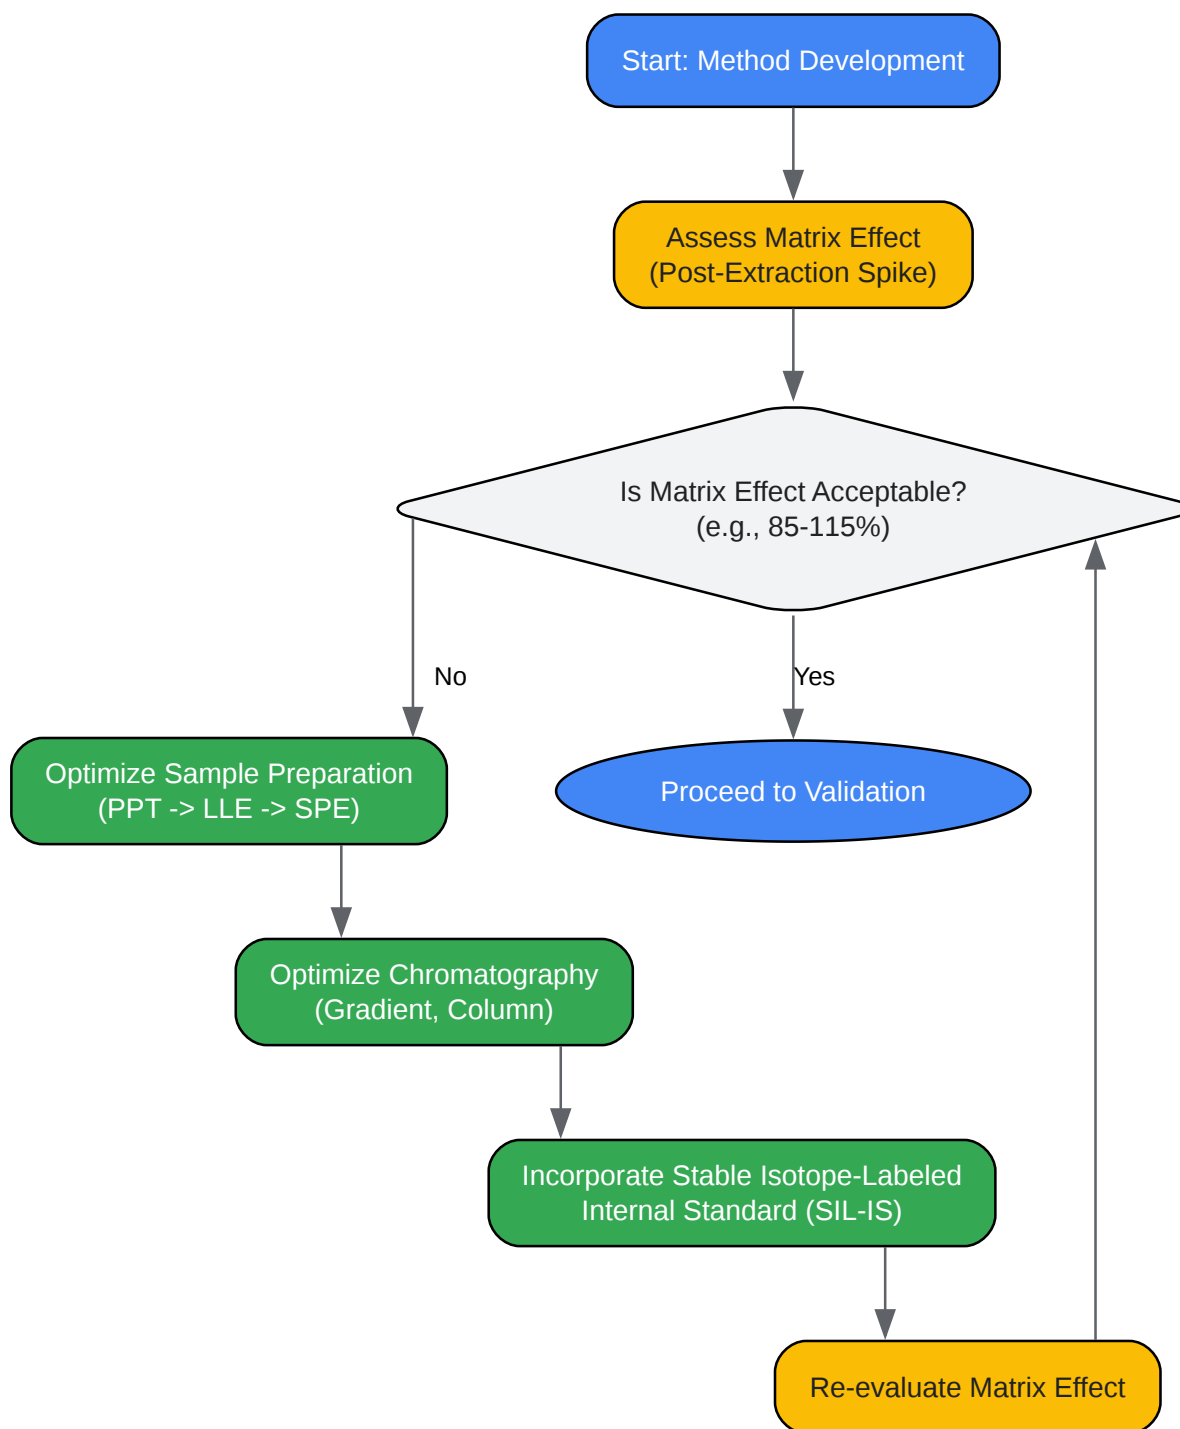 Start: Method Development
Assess Matrix Effect
(Post-Extraction Spike)
Is Matrix Effect Acceptable?
(e.g., 85-115%)
No
Yes
Optimize Sample Preparation
(PPT -> LLE -> SPE)
Proceed to Validation
Optimize Chromatography
(Gradient, Column)
Incorporate Stable Isotope-Labeled
Internal Standard (SIL-IS)
Re-evaluate Matrix Effect